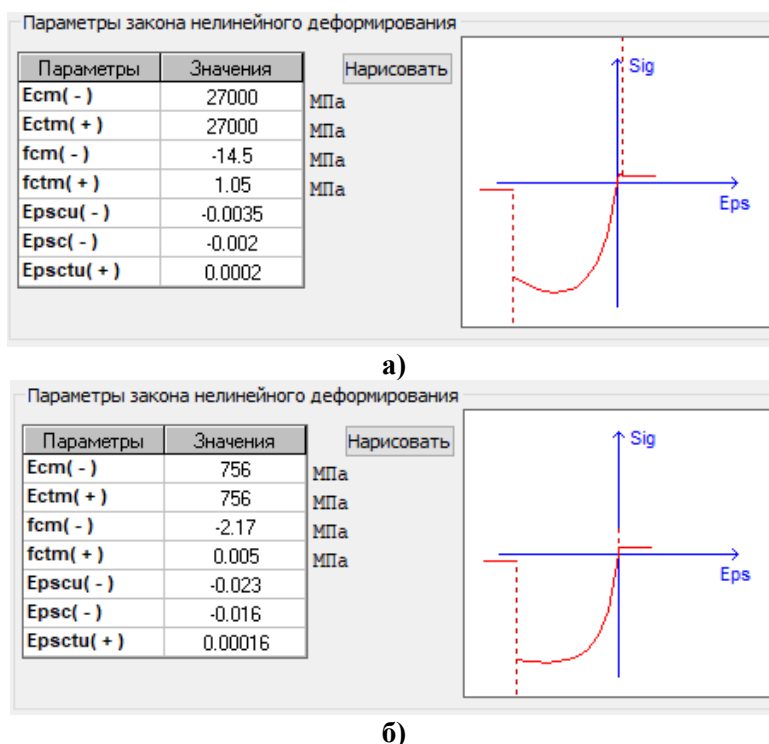 Параметры закона нелинейного деформирования
Параметры Значения Нарисовать
Ecm( - ) 27000 МПа
Ectm( + ) 27000 МПа
fcm( - ) -14.5 МПа
fctm( + ) 1.05 МПа
Epscu( - ) -0.0035
Epsc( - ) -0.002
Epsctu( + ) 0.0002
Sig
Eps
а)
Параметры закона нелинейного деформирования
Параметры Значения Нарисовать
Ecm( - ) 756 МПа
Ectm( + ) 756 МПа
fcm( - ) -2.17 МПа
fctm( + ) 0.005 МПа
Epscu( - ) -0.023
Epsc( - ) -0.016
Epsctu( + ) 0.00016
Sig
Eps
б)